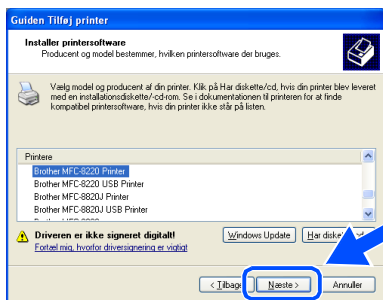 Guiden Tilføj printer
Installer printersoftware
Producent og model bestemmer, hvilken printersoftware der bruges.
Vælg model og producent af din printer. Klik på Har diskette/cd, hvis din printer blev leveret
med en installationsdiskette/-cd-rom. Se i dokumentationen til printeren for at finde
kompatibel printersoftware, hvis din printer ikke står på listen.
Printere
Brother MFC-8220 Printer
Brother MFC-8220 USB Printer
Brother MFC-8820J Printer
Brother MFC-8820J USB Printer
Driveren er ikke signeret digitalt!
Fortæl mig, hvorfor driversignering er vigtigt
Windows Update
Har diskette
< Tilbage
Næste >
Annuller